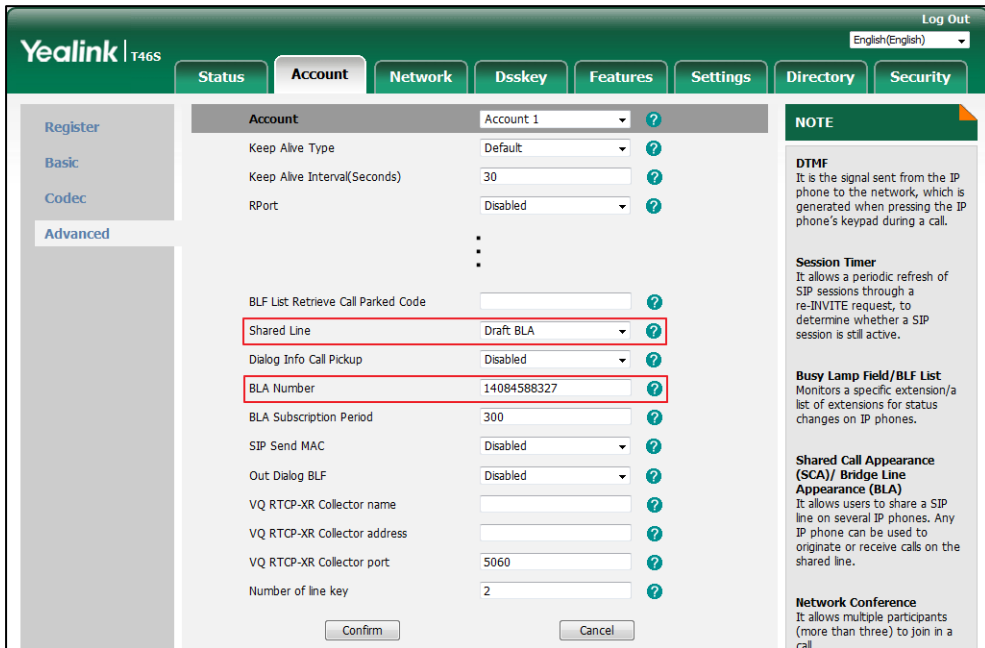 Log Out
Yealink | T46S
English(English)
Status Account Network Dsskey Features Settings Directory Security
Register
Basic
Codec
Advanced
Account Account 1 ?
Keep Alive Type Default ?
Keep Alive Interval(Seconds) 30 ?
RPort Disabled ?
BLF List Retrieve Call Parked Code ?
Shared Line Draft BLA ?
Dialog Info Call Pickup Disabled ?
BLA Number 14084588327 ?
BLA Subscription Period 300 ?
SIP Send MAC Disabled ?
Out Dialog BLF Disabled ?
VQ RTCP-XR Collector name ?
VQ RTCP-XR Collector address ?
VQ RTCP-XR Collector port 5060 ?
Number of line key 2 ?
Confirm Cancel
NOTE
DTMF
It is the signal sent from the IP
phone to the network, which is
generated when pressing the IP
phone's keypad during a call.
Session Timer
It allows a periodic refresh of
SIP sessions through a
re-INVITE request, to
determine whether a SIP
session is still active.
Busy Lamp Field/BLF List
Monitors a specific extension/a
list of extensions for status
changes on IP phones.
Shared Call Appearance
(SCA)/ Bridge Line
Appearance (BLA)
It allows users to share a SIP
line on several IP phones. Any
IP phone can be used to
originate or receive calls on the
shared line.
Network Conference
It allows multiple participants
(more than three) to join in a
call